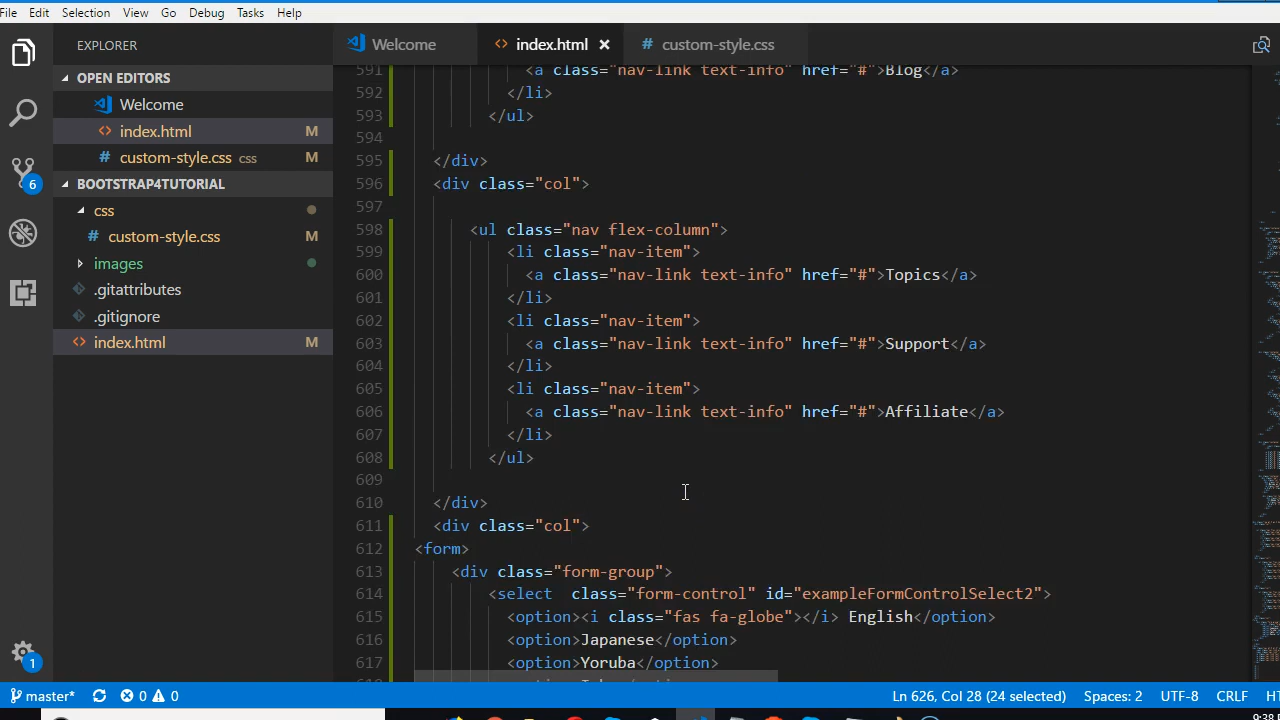 File Edit Selection View Go Debug Tasks Help
EXPLORER
OPEN EDITORS
Welcome
index.html M
custom-style.css css M
BOOTSTRAP4TUTORIAL
css
custom-style.css M
images
.gitattributes
.gitignore
index.html M
6
1
Welcome index.html × custom-style.css
591 <a class="nav-link text-info" href="#">Blog</a>
592 </li>
593 </ul>
594
595 </div>
596 <div class="col">
597
598 <ul class="nav flex-column">
599 <li class="nav-item">
600 <a class="nav-link text-info" href="#">Topics</a>
601 </li>
602 <li class="nav-item">
603 <a class="nav-link text-info" href="#">Support</a>
604 </li>
605 <li class="nav-item">
606 <a class="nav-link text-info" href="#">Affiliate</a>
607 </li>
608 </ul>
609
610 </div>
611 <div class="col">
612 <form>
613 <div class="form-group">
614 <select  class="form-control" id="exampleFormControlSelect2">
615 <option><i class="fas fa-globe"></i> English</option>
616 <option>Japanese</option>
617 <option>Yoruba</option>
master* 0 0 Ln 626, Col 28 (24 selected) Spaces: 2 UTF-8 CRLF